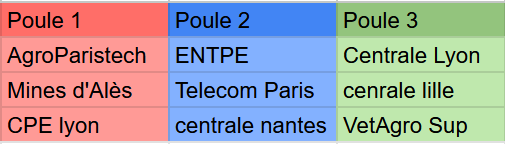 Poule 1 Poule 2 Poule 3
AgroParistech ENTPE Centrale Lyon
Mines d'Alès Telecom Paris cenrale lille
CPE lyon centrale nantes VetAgro Sup